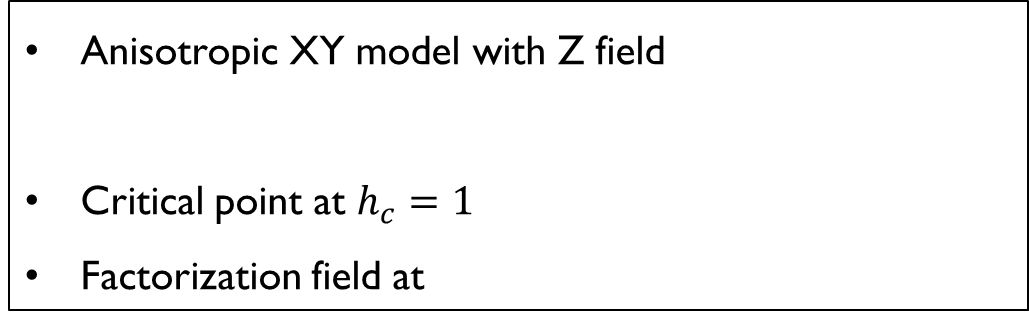 • Anisotropic XY model with Z field
• Critical point at h_c = 1
• Factorization field at